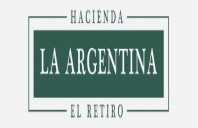 HACIENDA
LA ARGENTINA
EL RETIRO